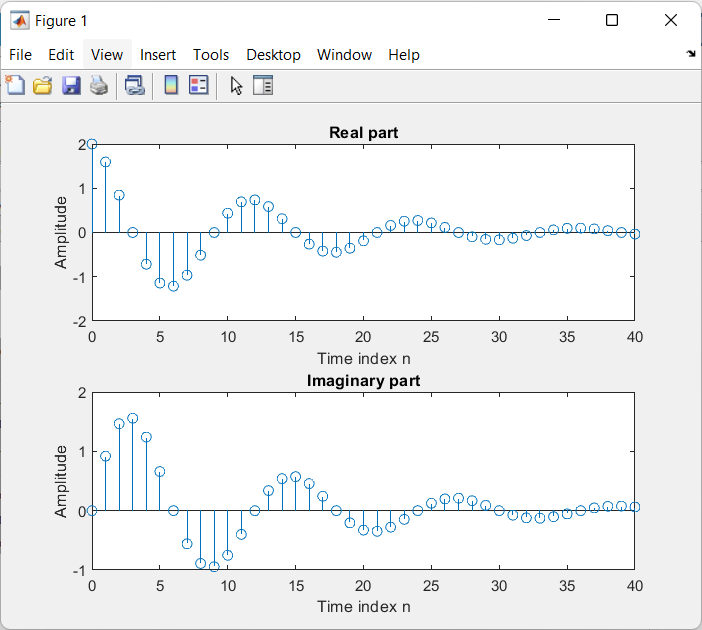 Figure 1
File Edit View Insert Tools Desktop Window Help
Real part
2
1
0
-1
-2
Amplitude
0 5 10 15 20 25 30 35 40
Time index n
Imaginary part
2
1
0
-1
Amplitude
0 5 10 15 20 25 30 35 40
Time index n